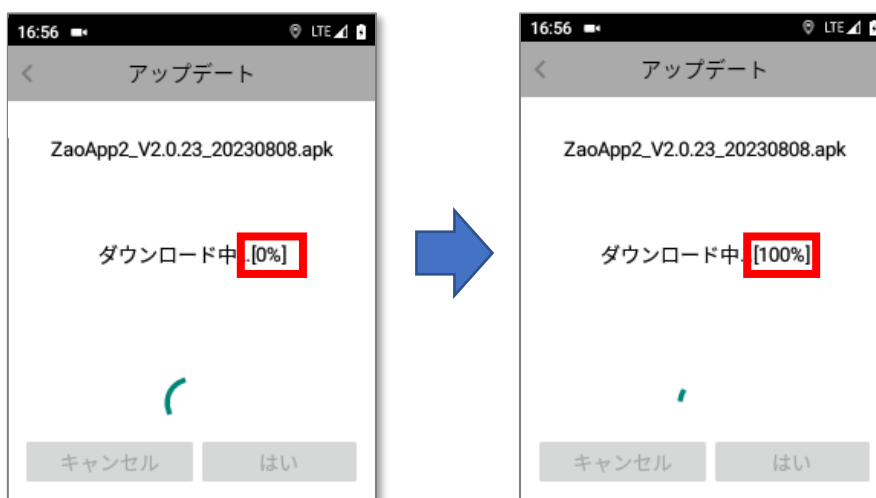 16:56 LTE
アップデート
ZaoApp2_V2.0.23_20230808.apk
ダウンロード中..[0%]
キャンセル はい
16:56 LTE
アップデート
ZaoApp2_V2.0.23_20230808.apk
ダウンロード中..[100%]
キャンセル はい